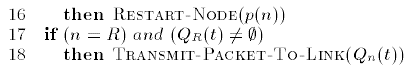 16 then RESTART-NODE(p(n))
17 if (n = R) and (Q_R(t) ≠ ∅)
18 then TRANSMIT-PACKET-TO-LINK(Q_n(t))